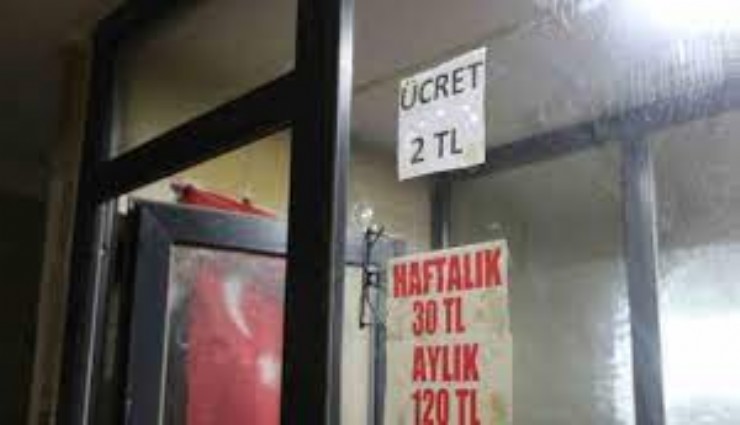 ÜCRET
2 TL
HAFTALIK
30 TL
AYLIK
120 TL